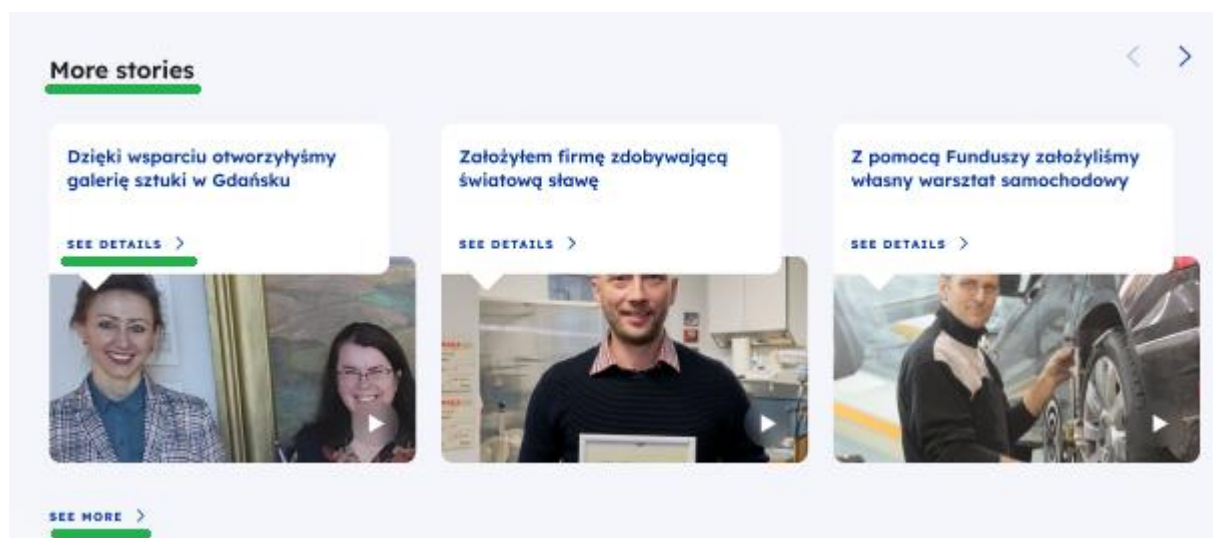 More stories
Dzięki wsparciu otworzyłyśmy
galerię sztuki w Gdańsku
SEE DETAILS
Założyłem firmę zdobywającą
światową sławę
SEE DETAILS
Z pomocą Funduszy założyliśmy
własny warsztat samochodowy
SEE DETAILS
SEE MORE